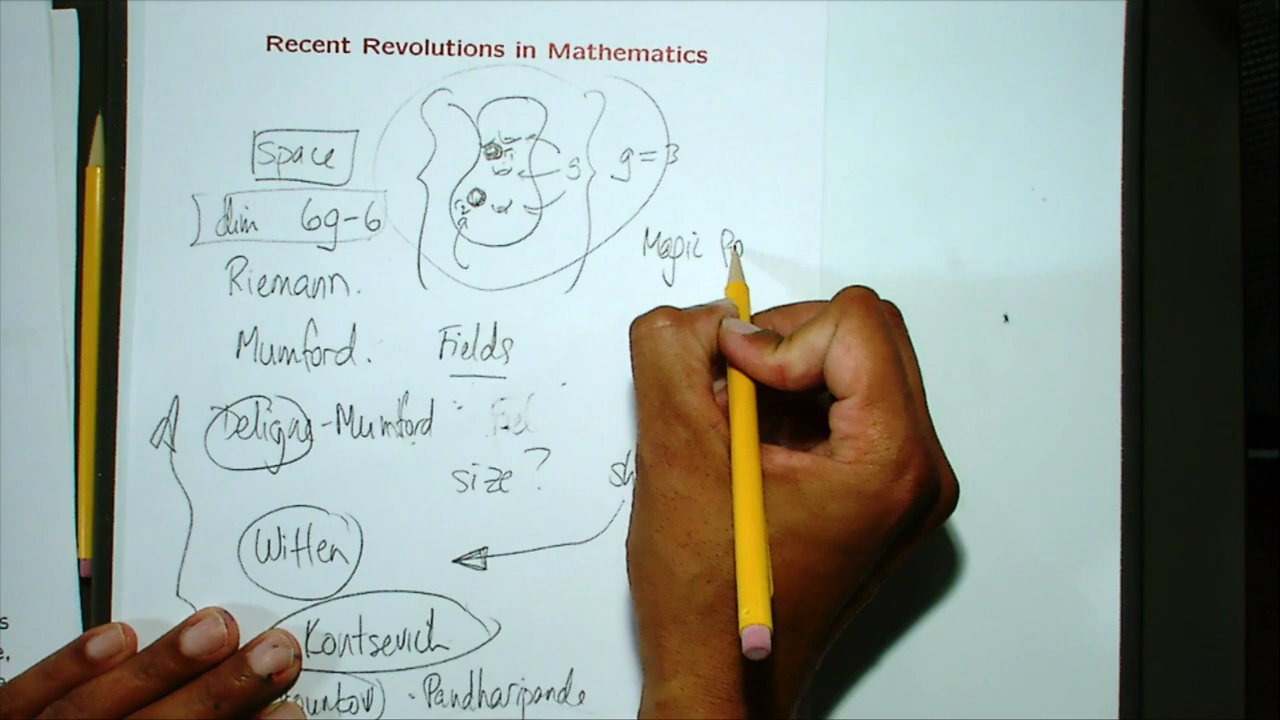 Recent Revolutions in Mathematics
space
g = 3
3
dim 6g-6
Magic
Riemann.
Mumford. Fields
Deligne-Mumford
size?
Witten
Kontsevich
Pandharipande